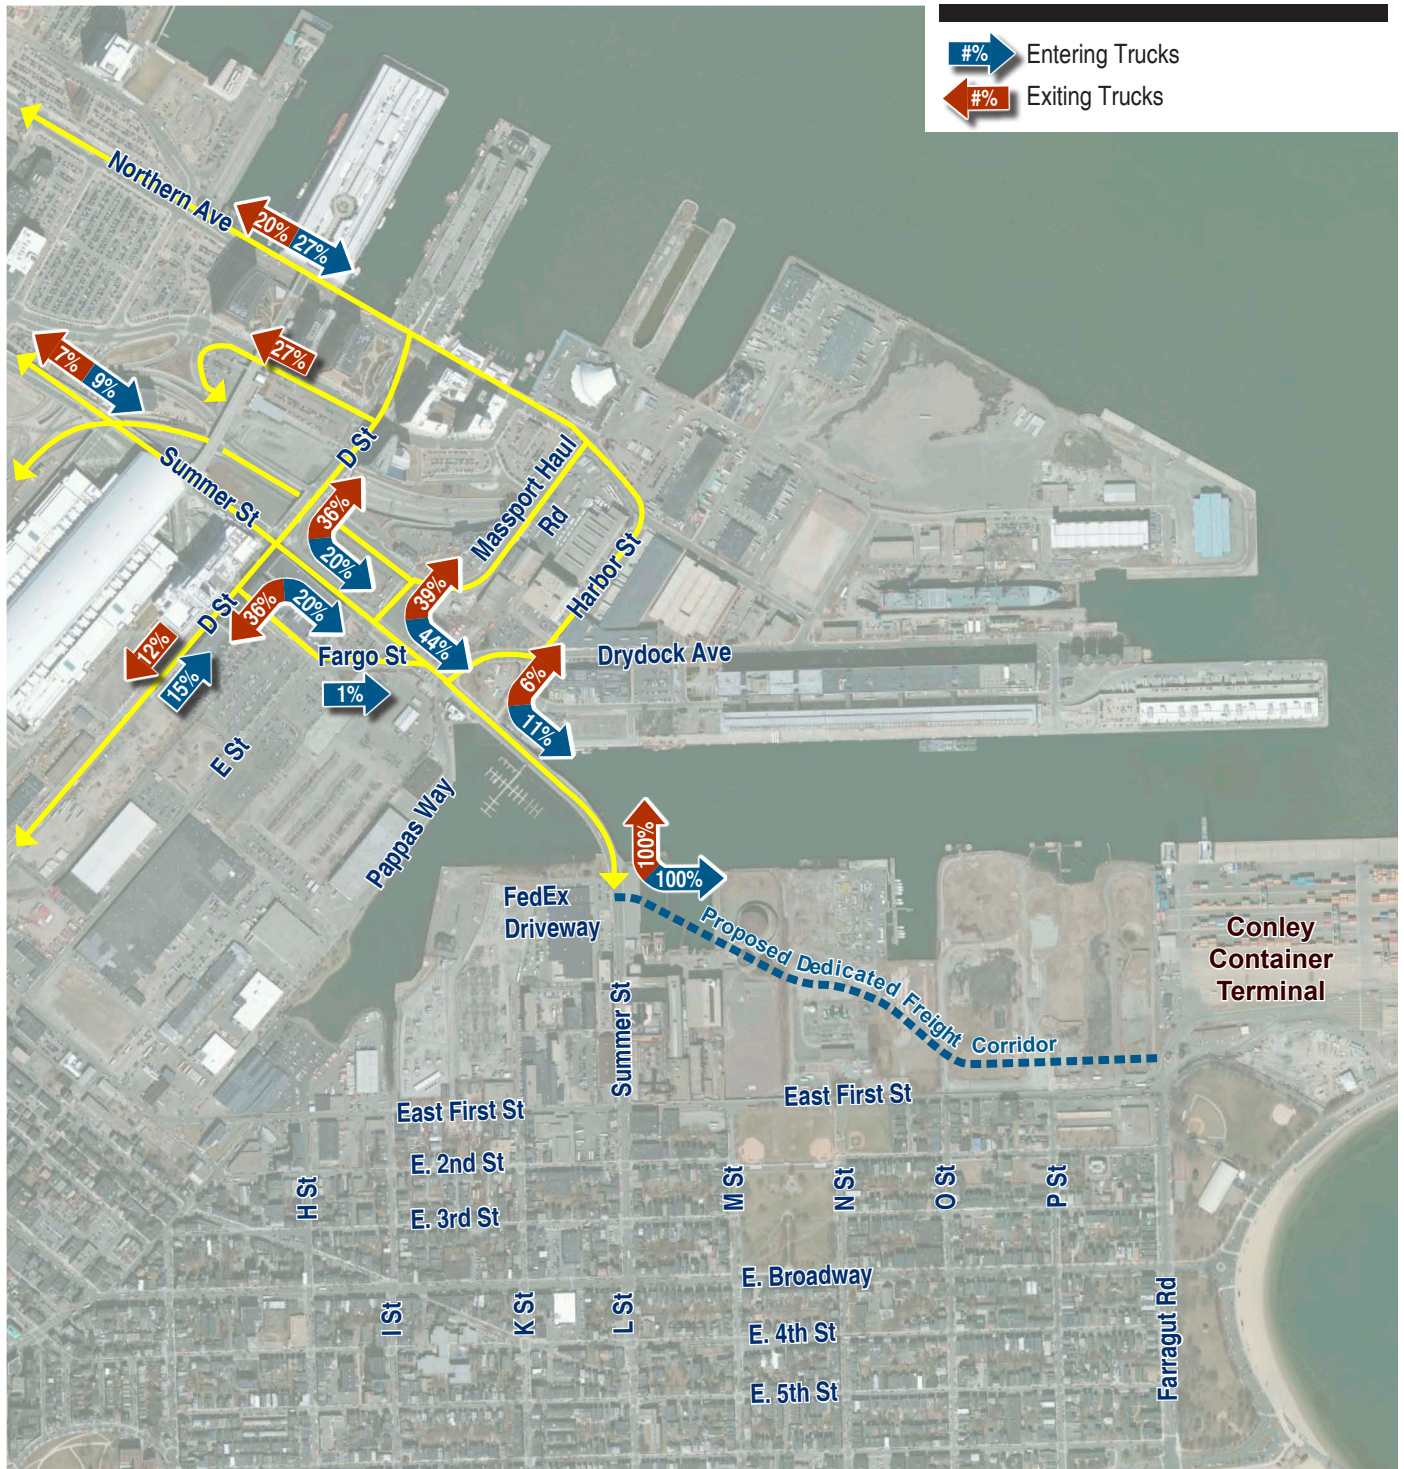 #% Entering Trucks
#% Exiting Trucks
Northern Ave
20% 27%
7% 9%
27%
Summer St
D St
Massport Haul
Rd
36%
20%
Harbor St
39%
44%
D St
36% 20%
12%
15%
Fargo St
1%
Drydock Ave
6%
11%
E St
Pappas Way
100%
100%
FedEx
Driveway
Proposed Dedicated Freight Corridor
Conley
Container
Terminal
Summer St
East First St
East First St
E. 2nd St
H St
E. 3rd St
M St
N St
O St
P St
E. Broadway
I St
K St
L St
E. 4th St
Farragut Rd
E. 5th St